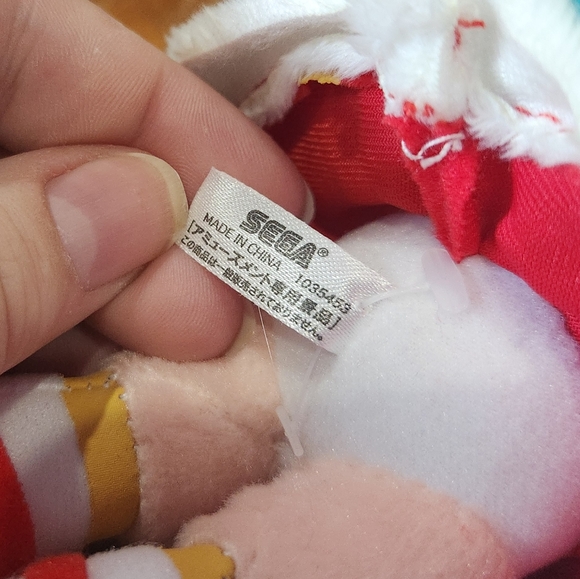 SEGA®
MADE IN CHINA 1035453
[アミューズメント専用景品]
この商品は一般販売されておりません。